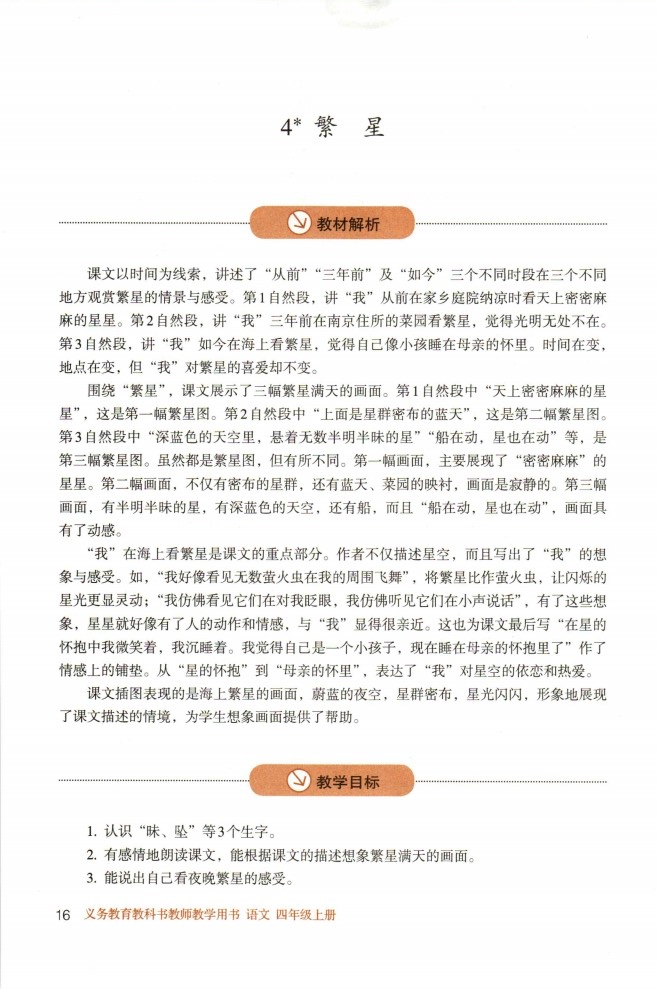 4* 繁 星
教材解析
课文以时间为线索，讲述了“从前”“三年前”及“如今”三个不同时段在三个不同
地方观赏繁星的情景与感受。第1自然段，讲“我”从前在家乡庭院纳凉时看天上密密麻
麻的星星。第2自然段，讲“我”三年前在南京住所的菜园看繁星，觉得光明无处不在。
第3自然段，讲“我”如今在海上看繁星，觉得自己像小孩睡在母亲的怀里。时间在变，
地点在变，但“我”对繁星的喜爱却不变。
围绕“繁星”，课文展示了三幅繁星满天的画面。第1自然段中“天上密密麻麻的星
星”，这是第一幅繁星图。第2自然段中“上面是星群密布的蓝天”，这是第二幅繁星图。
第3自然段中“深蓝色的天空里，悬着无数半明半昧的星”“船在动，星也在动”等，是
第三幅繁星图。虽然都是繁星图，但有所不同。第一幅画面，主要展现了“密密麻麻”的
星星。第二幅画面，不仅有密布的星群，还有蓝天、菜园的映衬，画面是寂静的。第三幅
画面，有半明半昧的星，有深蓝色的天空，还有船，而且“船在动，星也在动”，画面具
有了动感。
“我”在海上看繁星是课文的重点部分。作者不仅描述星空，而且写出了“我”的想
象与感受。如，“我好像看见无数萤火虫在我的周围飞舞”，将繁星比作萤火虫，让闪烁的
星光更显灵动；“我仿佛看见它们在对我眨眼，我仿佛听见它们在小声说话”，有了这些想
象，星星就好像有了人的动作和情感，与“我”显得很亲近。这也为课文最后写“在星的
怀抱中我微笑着，我沉睡着。我觉得自己是一个小孩子，现在睡在母亲的怀抱里了”作了
情感上的铺垫。从“星的怀抱”到“母亲的怀里”，表达了“我”对星空的依恋和热爱。
课文插图表现的是海上繁星的画面，蔚蓝的夜空，星群密布，星光闪闪，形象地展现
了课文描述的情境，为学生想象画面提供了帮助。
教学目标
1. 认识“昧、坠”等3个生字。
2. 有感情地朗读课文，能根据课文的描述想象繁星满天的画面。
3. 能说出自己看夜晚繁星的感受。
16 义务教育教科书教师教学用书 语文 四年级上册